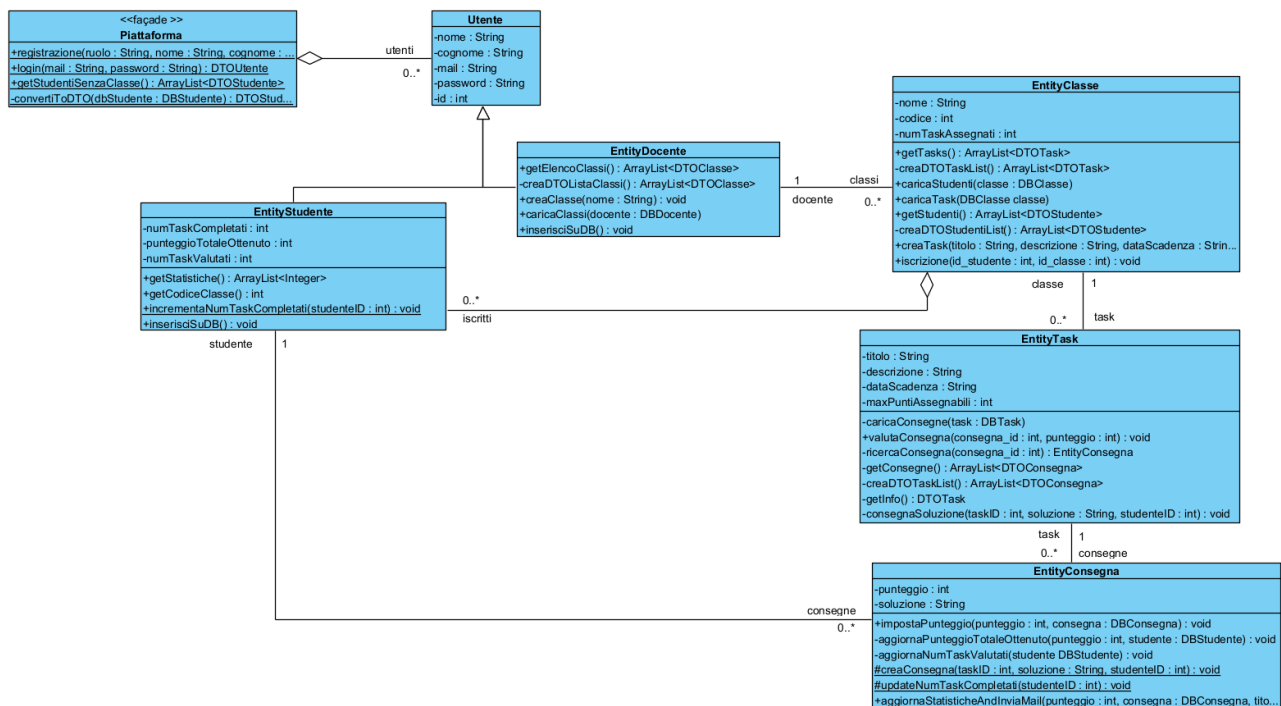 <<façade >>
Piattaforma
+registrazione(ruolo : String, nome : String, cognome : ...
+login(mail : String, password : String) : DTOUtente
+getStudentiSenzaClasse() : ArrayList<DTOStudente>
-convertiToDTO(dbStudente : DBStudente) : DTOStud...
utenti
0..*
Utente
-nome : String
-cognome : String
-mail : String
-password : String
-id : int
EntityDocente
+getElencoClassi() : ArrayList<DTOClasse>
-creaDTOListaClassi() : ArrayList<DTOClasse>
+creaClasse(nome : String) : void
+caricaClassi(docente : DBDocente)
+inserisciSuDB() : void
1
docente
classi
0..*
EntityClasse
-nome : String
-codice : int
-numTaskAssegnati : int
+getTasks() : ArrayList<DTOTask>
-creaDTOTaskList() : ArrayList<DTOTask>
+caricaStudenti(classe : DBClasse)
+caricaTask(DBClasse classe)
+getStudenti() : ArrayList<DTOStudente>
-creaDTOStudentiList() : ArrayList<DTOStudente>
+creaTask(titolo : String, descrizione : String, dataScadenza : Strin...
+iscrizione(id_studente : int, id_classe : int) : void
EntityStudente
-numTaskCompletati : int
-punteggioTotaleOttenuto : int
-numTaskValutati : int
+getStatistiche() : ArrayList<Integer>
+getCodiceClasse() : int
+incrementaNumTaskCompletati(studenteID : int) : void
+inserisciSuDB() : void
0..*
iscritti
classe
1
0..*
task
studente
1
EntityTask
-titolo : String
-descrizione : String
-dataScadenza : String
-maxPuntiAssegnabili : int
-caricaConsegne(task : DBTask)
+valutaConsegna(consegna_id : int, punteggio : int) : void
-ricercaConsegna(consegna_id : int) : EntityConsegna
-getConsegne() : ArrayList<DTOConsegna>
-creaDTOTaskList() : ArrayList<DTOConsegna>
-getInfo() : DTOTask
-consegnaSoluzione(taskID : int, soluzione : String, studenteID : int) : void
task
1
0..*
consegne
consegne
0..*
EntityConsegna
-punteggio : int
-soluzione : String
+impostaPunteggio(punteggio : int, consegna : DBConsegna) : void
-aggiornaPunteggioTotaleOttenuto(punteggio : int, studente : DBStudente) : void
-aggiornaNumTaskValutati(studente DBStudente) : void
#creaConsegna(taskID : int, soluzione : String, studenteID : int) : void
#updateNumTaskCompletati(studenteID : int) : void
+aggiornaStatisticheAndInviaMail(punteggio : int, consegna : DBConsegna, tito...